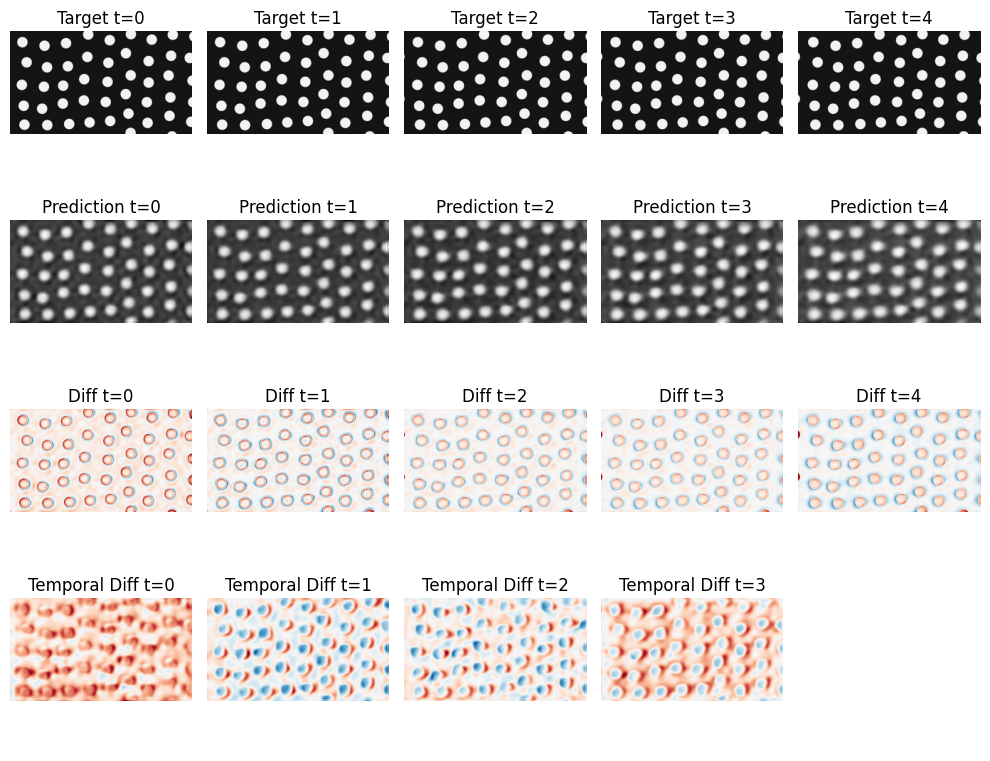 Target t=0 Target t=1 Target t=2 Target t=3 Target t=4
Prediction t=0 Prediction t=1 Prediction t=2 Prediction t=3 Prediction t=4
Diff t=0 Diff t=1 Diff t=2 Diff t=3 Diff t=4
Temporal Diff t=0 Temporal Diff t=1 Temporal Diff t=2 Temporal Diff t=3